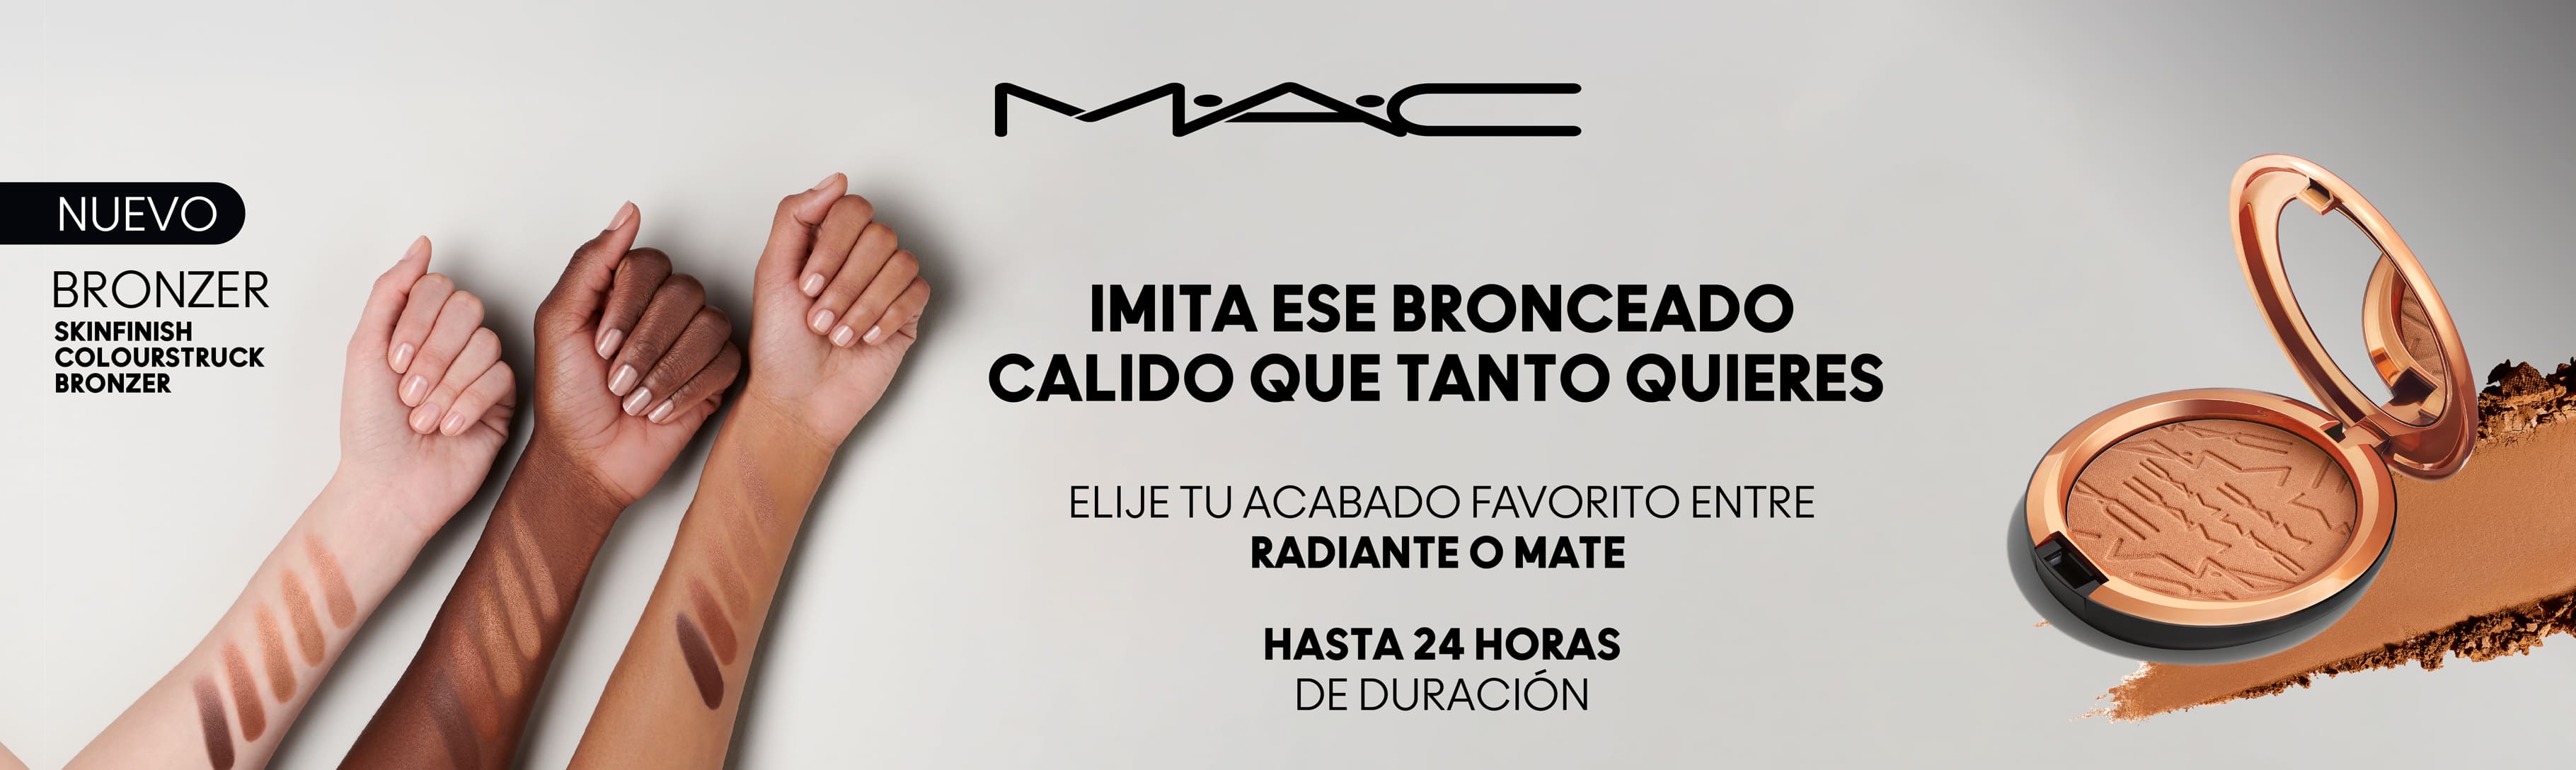 MAC
NUEVO
BRONZER
SKINFINISH
COLOURSTRUCK
BRONZER
IMITA ESE BRONCEADO
CALIDO QUE TANTO QUIERES
ELIJE TU ACABADO FAVORITO ENTRE
RADIANTE O MATE
HASTA 24 HORAS
DE DURACIÓN